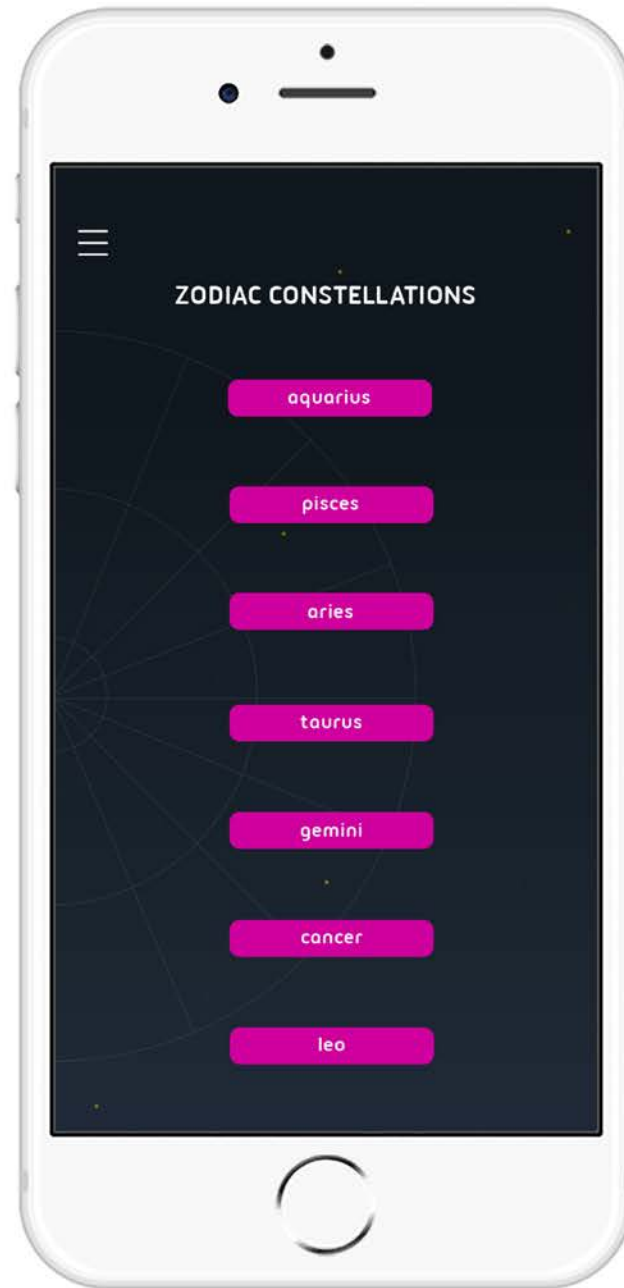 ZODIAC CONSTELLATIONS
aquarius
pisces
aries
taurus
gemini
cancer
leo